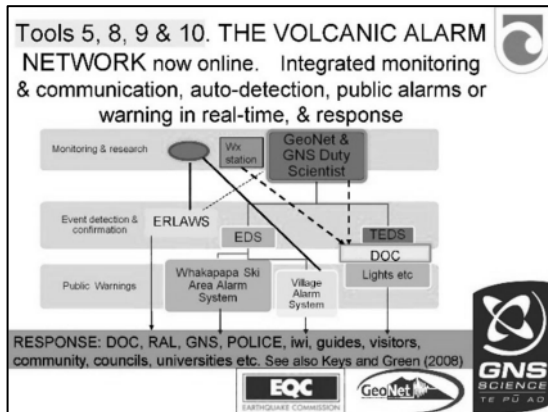 Tools 5, 8, 9 & 10. THE VOLCANIC ALARM
NETWORK now online. Integrated monitoring
& communication, auto-detection, public alarms or
warning in real-time, & response
Monitoring & research
Wx
station
GeoNet &
GNS Duty
Scientist
Event detection &
confirmation
ERLAWS
EDS
TEDS
DOC
Public Warnings
Whakapapa Ski
Area Alarm
System
Village
Alarm
System
Lights etc
RESPONSE: DOC, RAL, GNS, POLICE, iwi, guides, visitors,
community, councils, universities etc. See also Keys and Green (2008)
EQC
EARTHQUAKE COMMISSION
GeoNet
GNS
SCIENCE
TE PŪ AO